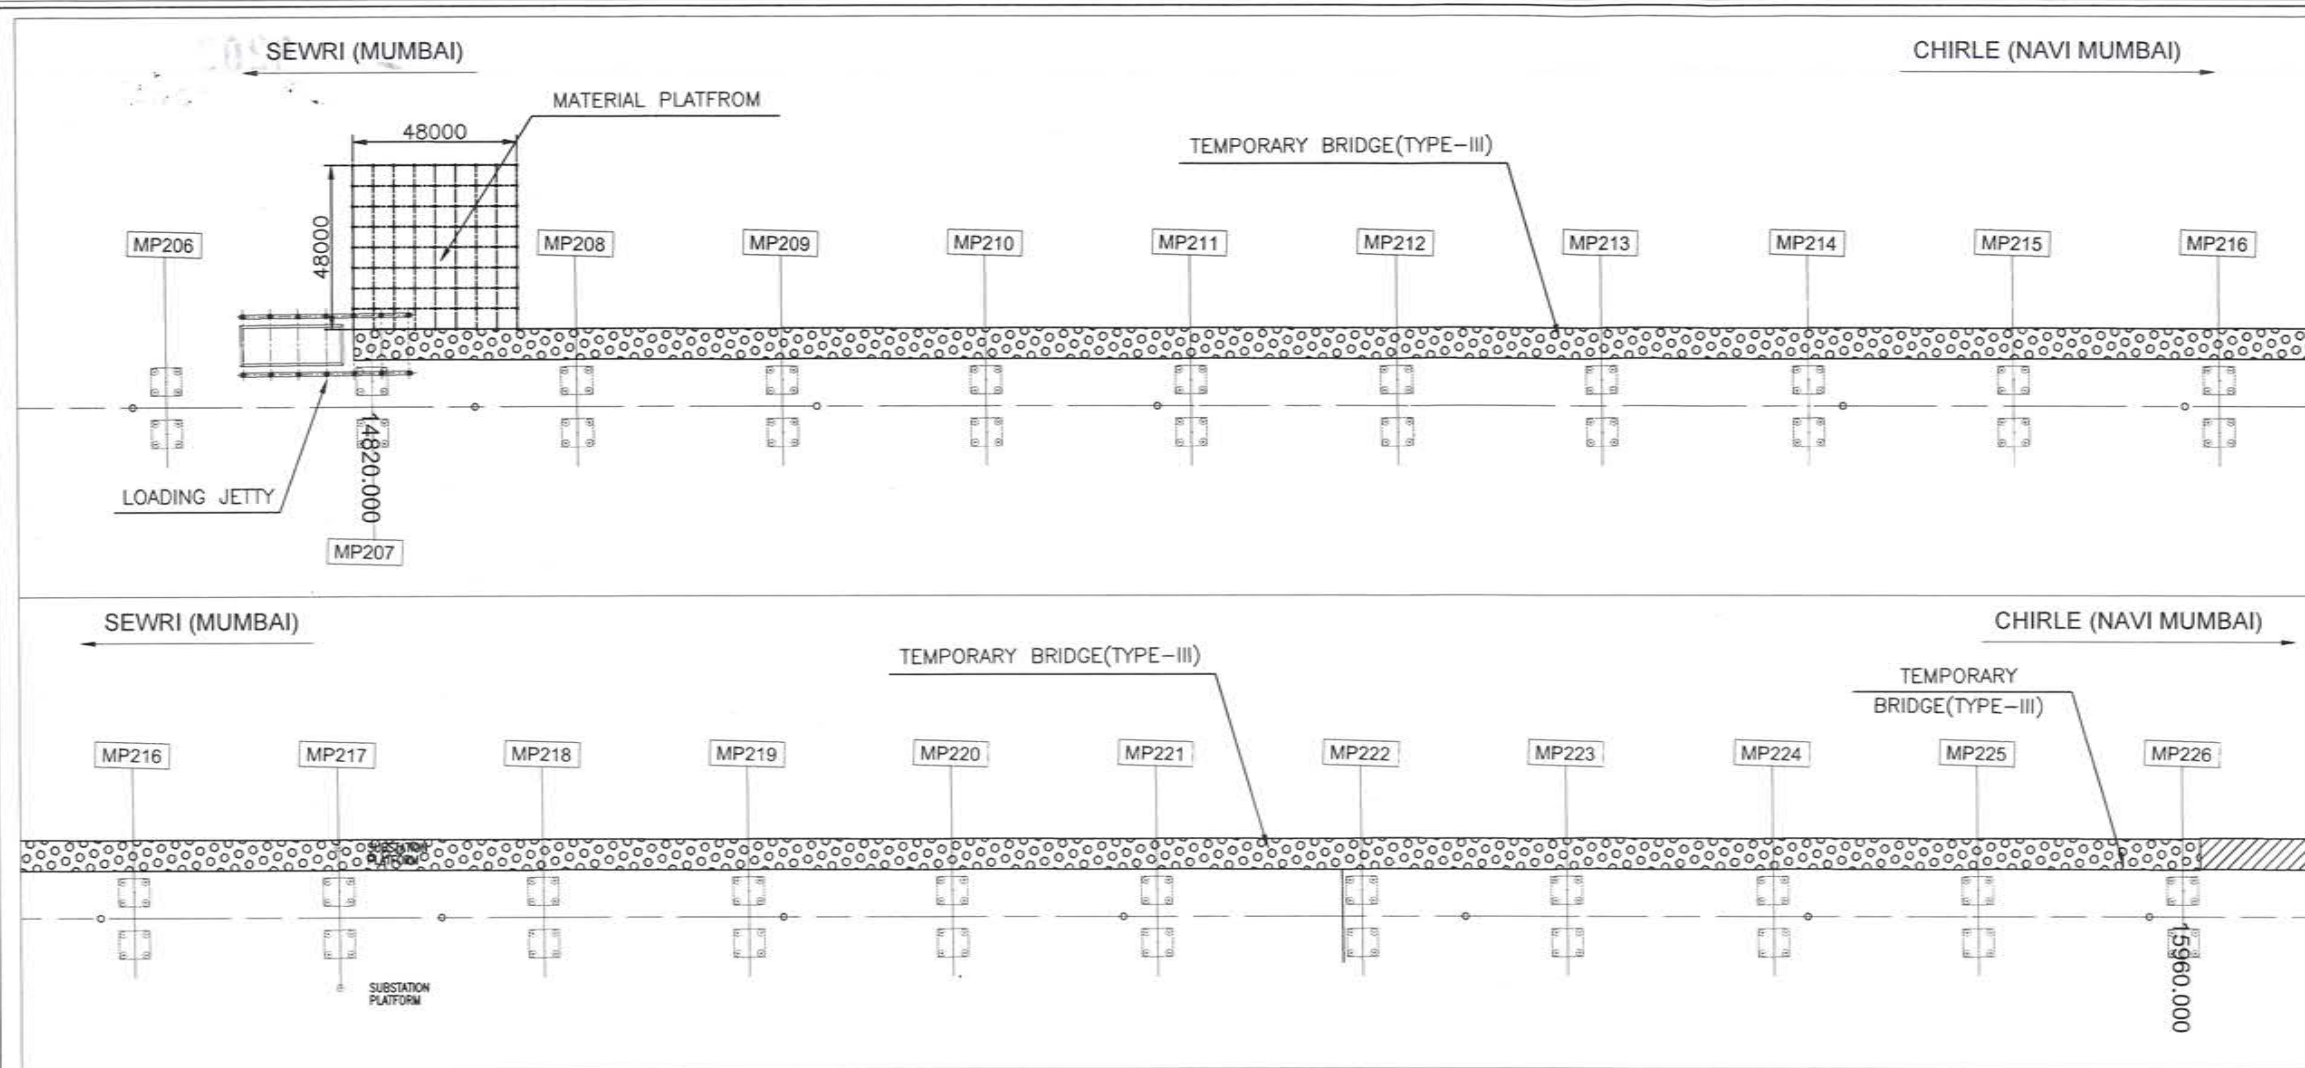 SEWRI (MUMBAI)
CHIRLE (NAVI MUMBAI)
MATERIAL PLATFROM
48000
TEMPORARY BRIDGE(TYPE-III)
48000
MP206
MP208
MP209
MP210
MP211
MP212
MP213
MP214
MP215
MP216
14820.000
LOADING JETTY
MP207
SEWRI (MUMBAI)
CHIRLE (NAVI MUMBAI)
TEMPORARY BRIDGE(TYPE-III)
TEMPORARY
BRIDGE(TYPE-III)
MP216
MP217
MP218
MP219
MP220
MP221
MP222
MP223
MP224
MP225
MP226
SUBSTATION
PLATFORM
15960.000
SUBSTATION
PLATFORM